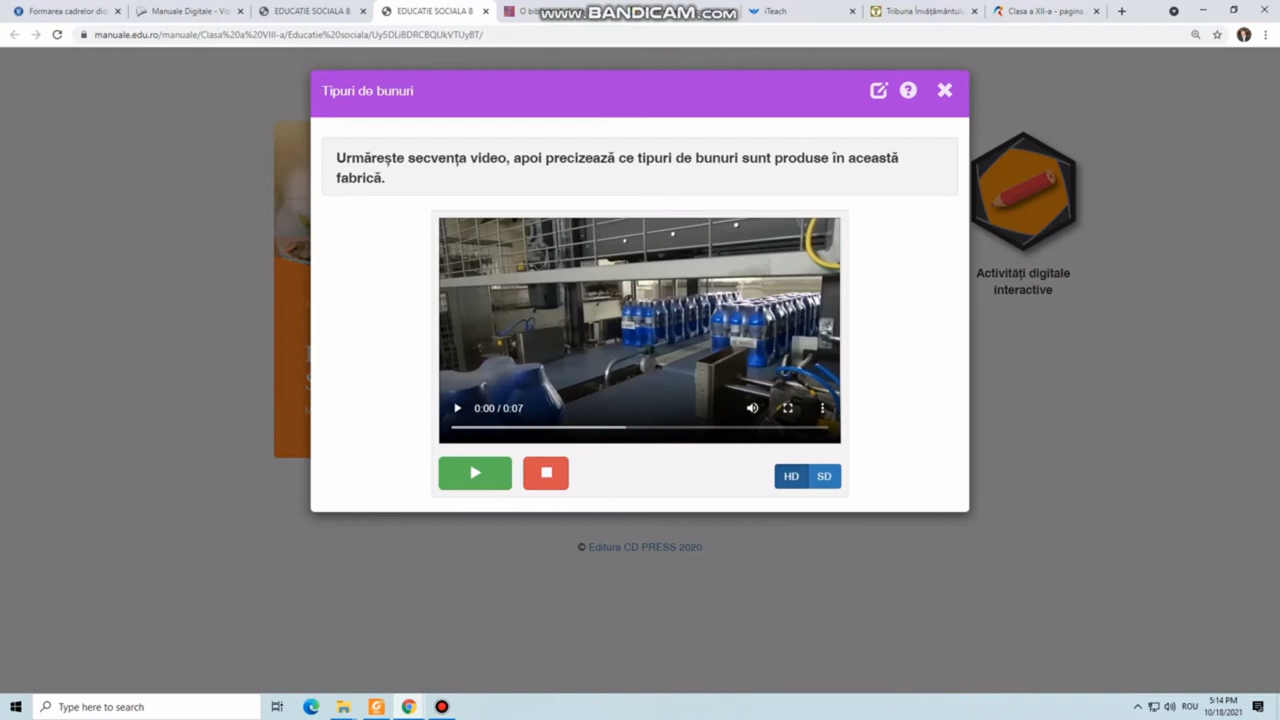 Formarea cadrelor did
Manuale Digitale - Viz
EDUCATIE SOCIALA 8
EDUCATIE SOCIALA 8
O bib
www.BANDICAM.com
iTeach
Tribuna Învățământulu
Clasa a XII-a - pagina
manuale.edu.ro/manuale/Clasa%20a%20VIII-a/Educatie%20sociala/Uy5DLiBDRCBQUkVTUyBT/
Tipuri de bunuri
Urmărește secvența video, apoi precizează ce tipuri de bunuri sunt produse în această
fabrică.
0:00 / 0:07
HD SD
Activități digitale
interactive
© Editura CD PRESS 2020
Type here to search
ROU
5:14 PM
10/18/2021